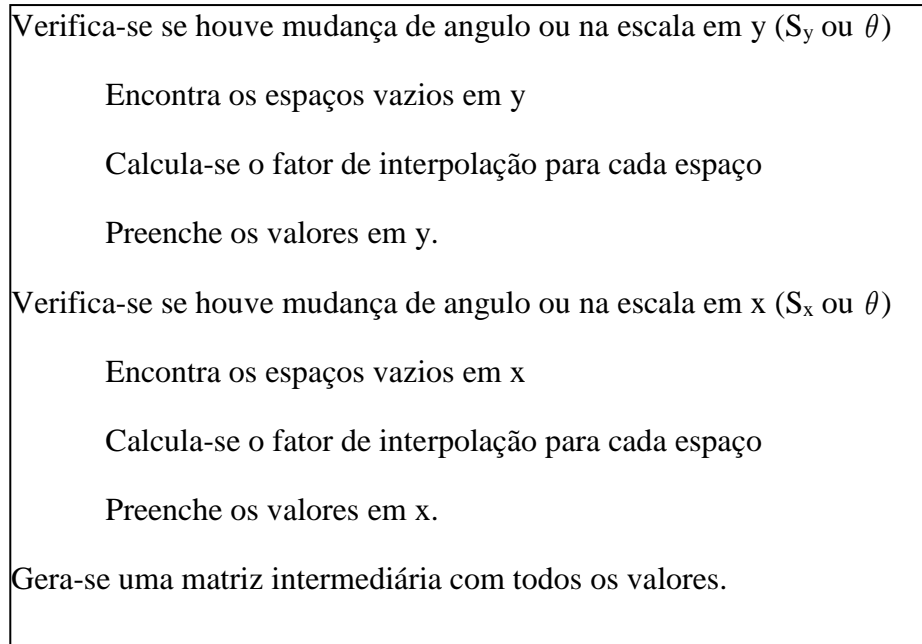 Verifica-se se houve mudança de angulo ou na escala em y (Sy ou θ)
Encontra os espaços vazios em y
Calcula-se o fator de interpolação para cada espaço
Preenche os valores em y.
Verifica-se se houve mudança de angulo ou na escala em x (Sx ou θ)
Encontra os espaços vazios em x
Calcula-se o fator de interpolação para cada espaço
Preenche os valores em x.
Gera-se uma matriz intermediária com todos os valores.